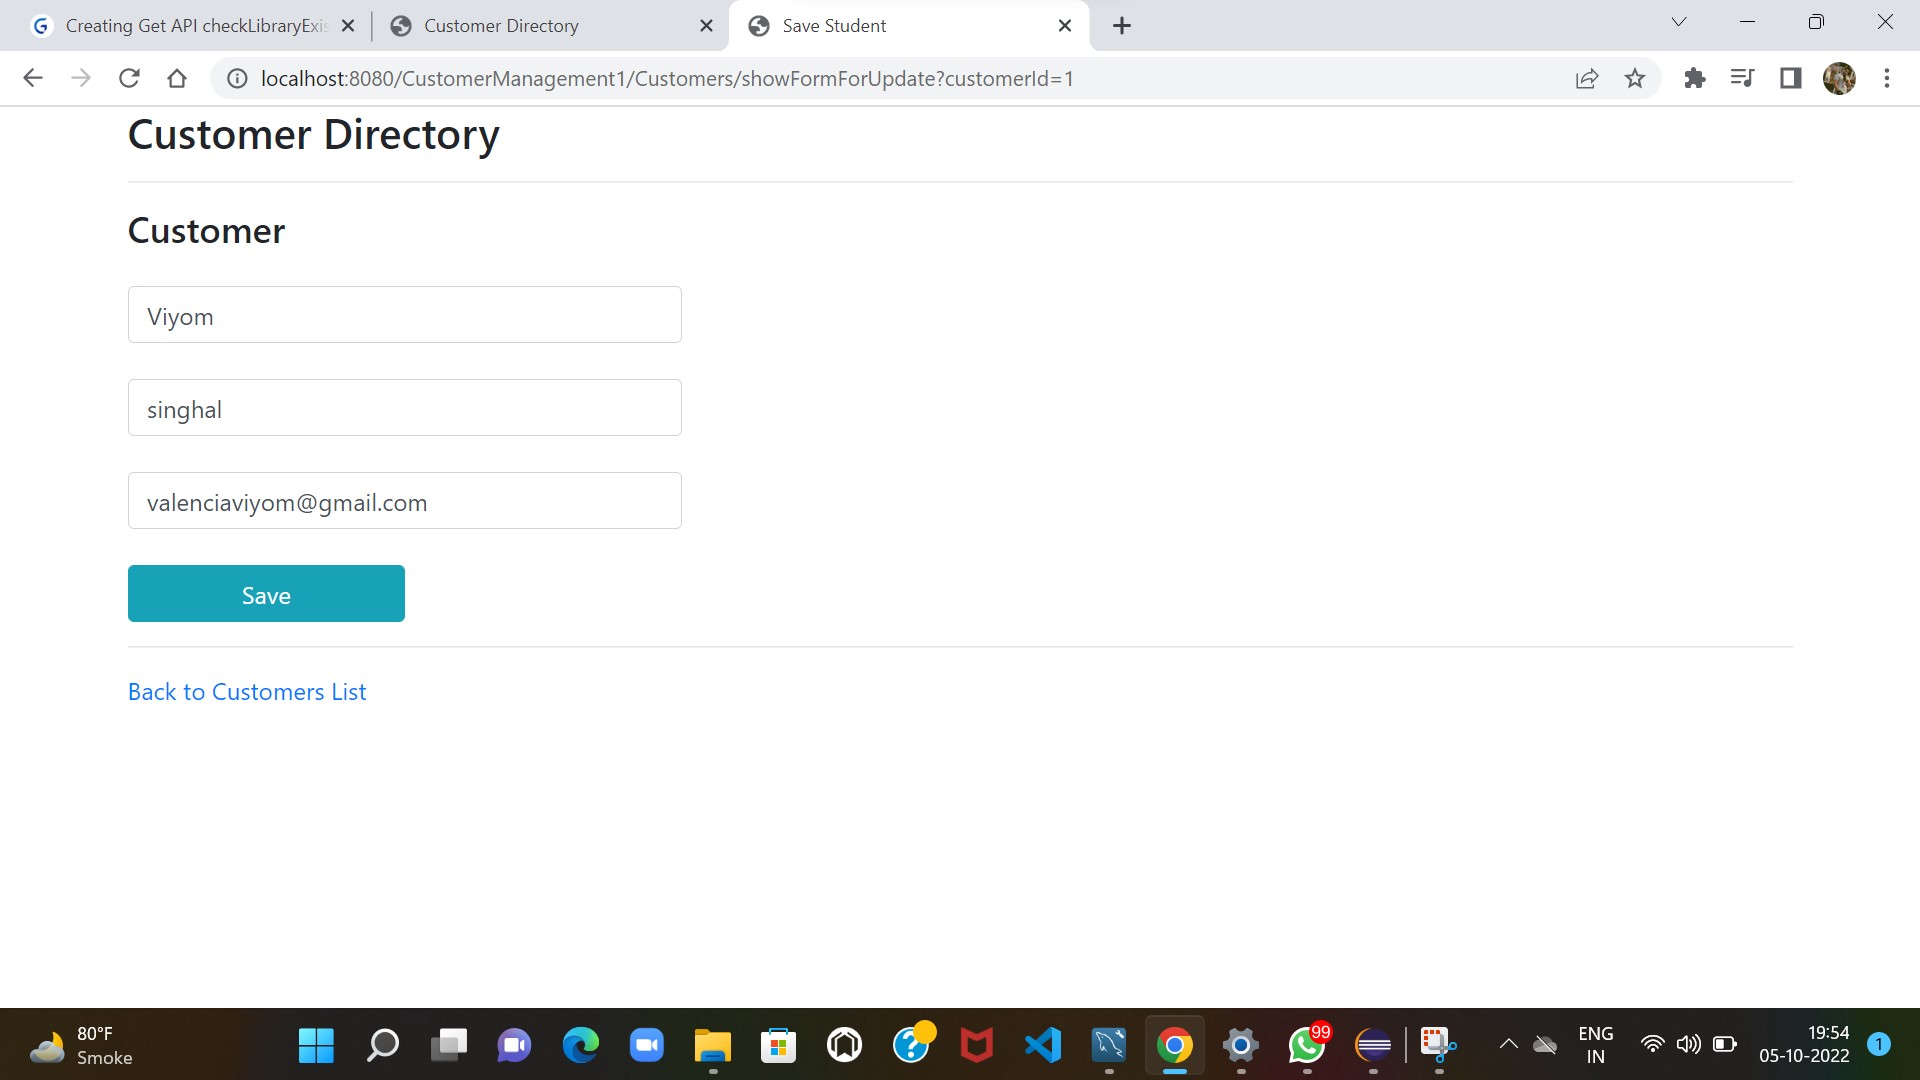 Creating Get API checkLibraryExis
Customer Directory
Save Student
localhost:8080/CustomerManagement1/Customers/showFormForUpdate?customerId=1
Customer Directory
Customer
Viyom
singhal
valenciaviyom@gmail.com
Save
Back to Customers List
80°F
Smoke
99
ENG
IN
19:54
05-10-2022
1